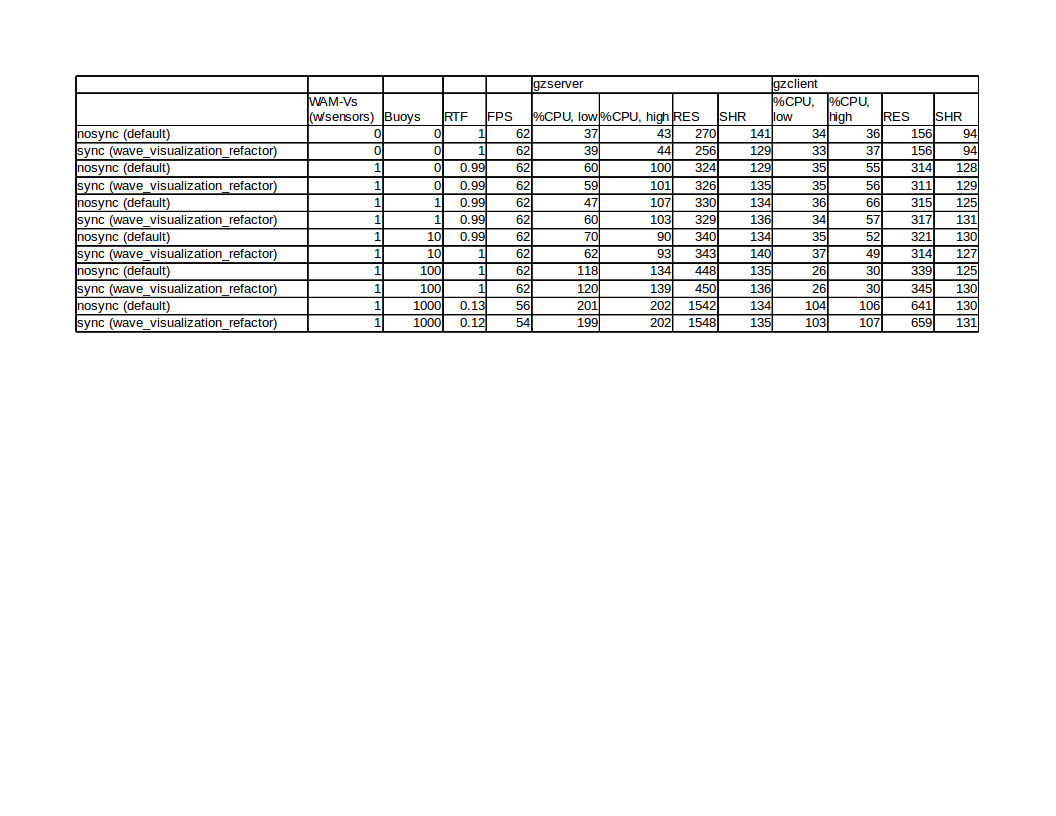 gzserver gzclient
WAM-Vs (w/sensors) Buoys RTF FPS %CPU, low %CPU, high RES SHR %CPU, low %CPU, high RES SHR
nosync (default) 0 0 1 62 37 43 270 141 34 36 156 94
sync (wave_visualization_refactor) 0 0 1 62 39 44 256 129 33 37 156 94
nosync (default) 1 0 0.99 62 60 100 324 129 35 55 314 128
sync (wave_visualization_refactor) 1 0 0.99 62 59 101 326 135 35 56 311 129
nosync (default) 1 1 0.99 62 47 107 330 134 36 66 315 125
sync (wave_visualization_refactor) 1 1 0.99 62 60 103 329 136 34 57 317 131
nosync (default) 1 10 0.99 62 70 90 340 134 35 52 321 130
sync (wave_visualization_refactor) 1 10 1 62 62 93 343 140 37 49 314 127
nosync (default) 1 100 1 62 118 134 448 135 26 30 339 125
sync (wave_visualization_refactor) 1 100 1 62 120 139 450 136 26 30 345 130
nosync (default) 1 1000 0.13 56 201 202 1542 134 104 106 641 130
sync (wave_visualization_refactor) 1 1000 0.12 54 199 202 1548 135 103 107 659 131